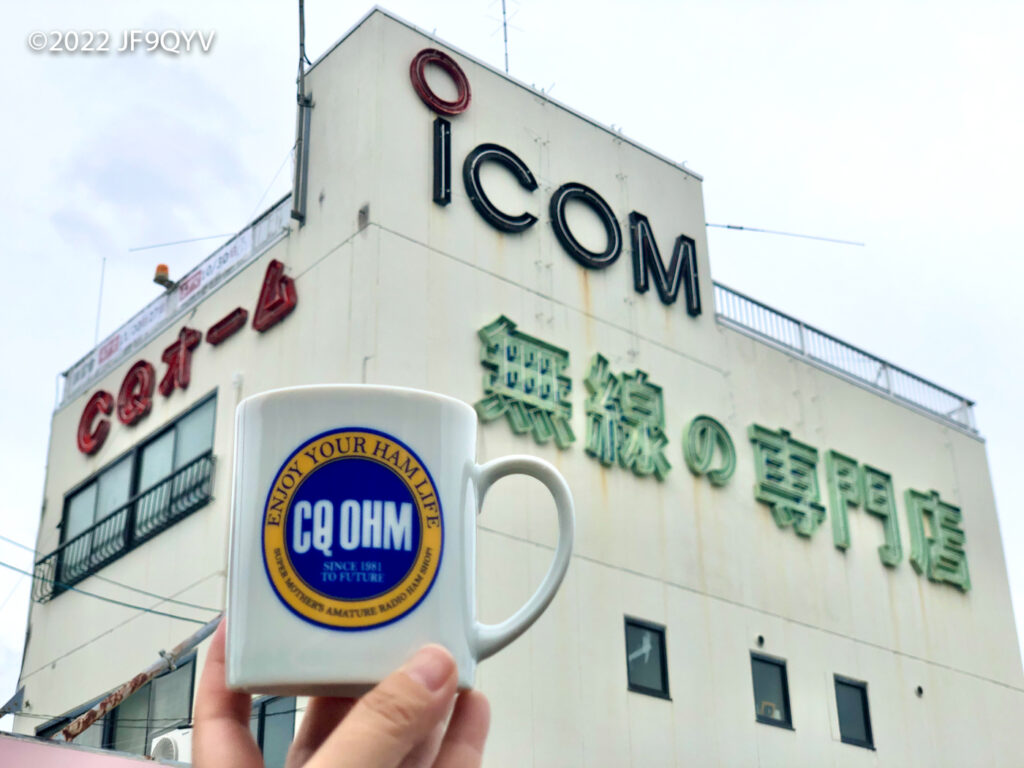 ©2022 JF9QYV
ICOM
CQオーム
無線の専門店
ENJOY YOUR HAM LIFE
CQ OHM
SINCE 1981
TO FUTURE
SUPER MOTHER'S AMATURE RADIO HAM SHOP!